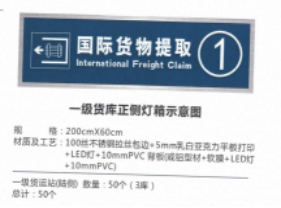 国际货物提取
International Freight Claim
1
一级货库正侧灯箱示意图
规 格：200cmX60cm
材质及工艺：100丝不锈钢拉丝包边+5mm乳白亚克力平板打印
+LED灯+10mmPVC 背板(或铝型材+软膜+LED灯
+10mmPVC)
一级货运站(陆侧) 数量：50个（3库）
总计：50个